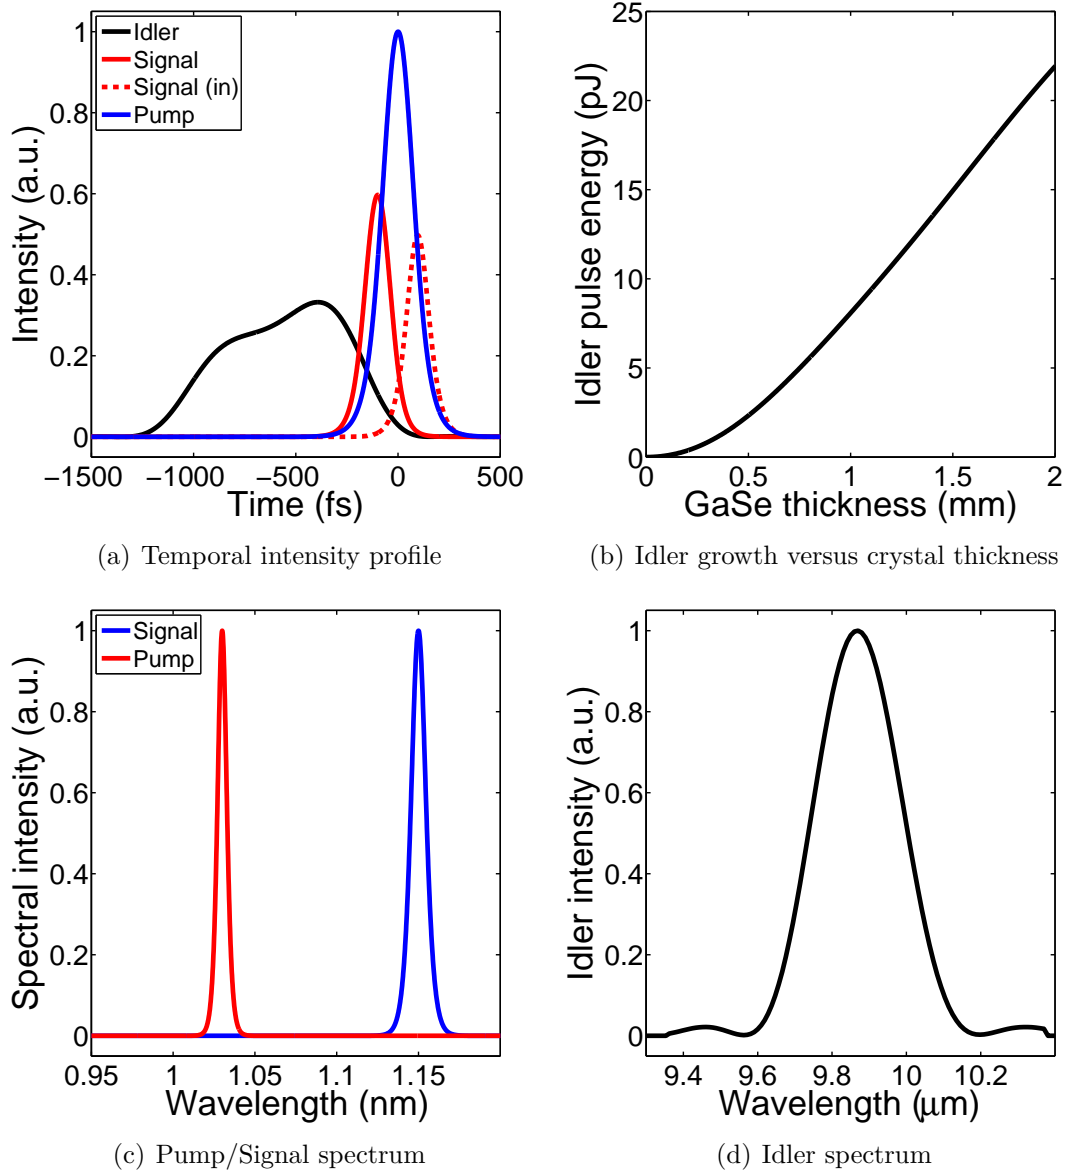 Idler
Signal
Signal (in)
Pump
1
0.8
0.6
0.4
0.2
0
Intensity (a.u.)
−1500 −1000 −500 0 500
Time (fs)
(a) Temporal intensity profile
25
20
15
10
5
0
Idler pulse energy (pJ)
0 0.5 1 1.5 2
GaSe thickness (mm)
(b) Idler growth versus crystal thickness
Signal
Pump
1
0.8
0.6
0.4
0.2
0
Spectral intensity (a.u.)
0.95 1 1.05 1.1 1.15
Wavelength (nm)
(c) Pump/Signal spectrum
1
0.8
0.6
0.4
0.2
0
Idler intensity (a.u.)
9.4 9.6 9.8 10 10.2
Wavelength (μm)
(d) Idler spectrum